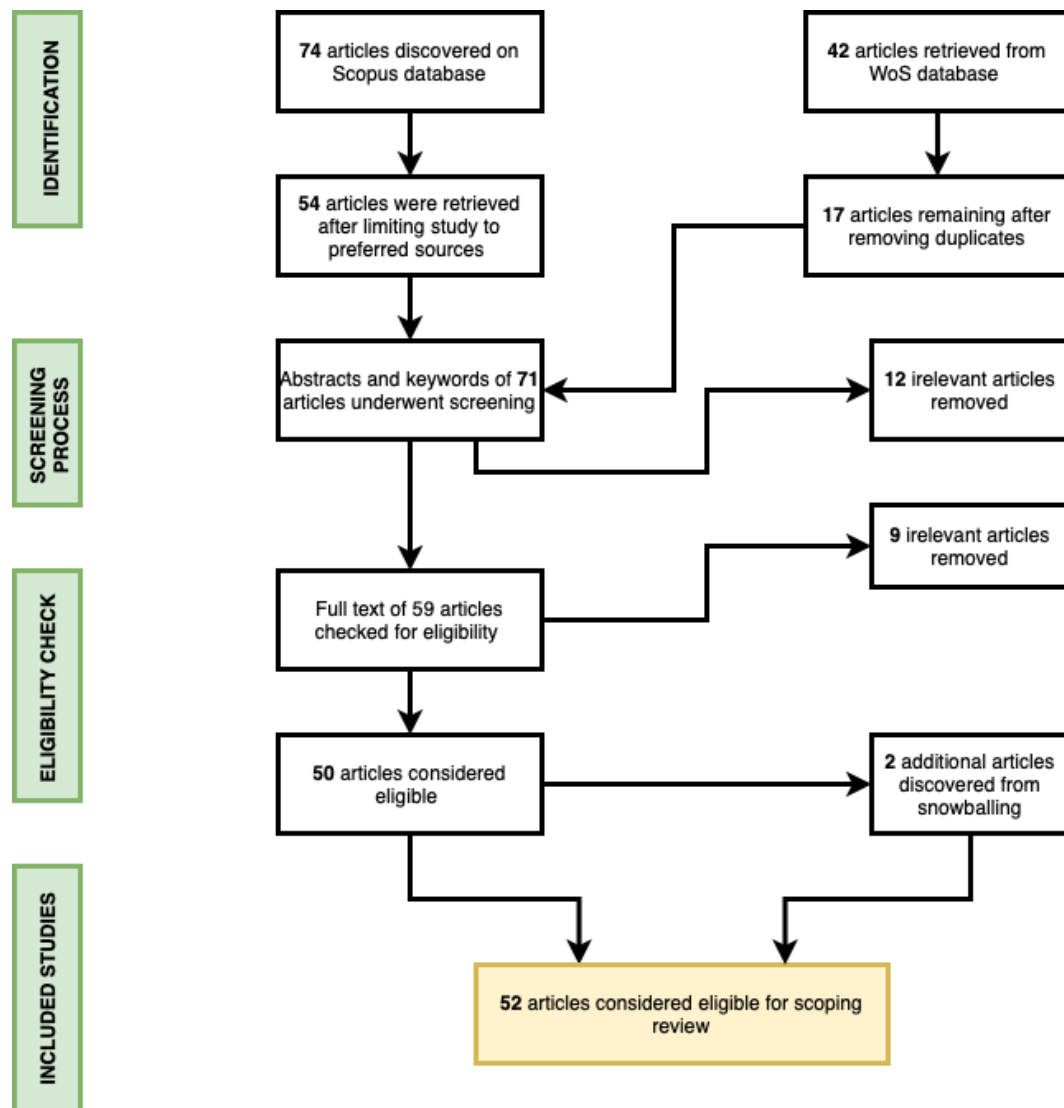 IDENTIFICATION
74 articles discovered on
Scopus database
42 articles retrieved from
WoS database
54 articles were retrieved
after limiting study to
preferred sources
17 articles remaining after
removing duplicates
SCREENING
PROCESS
Abstracts and keywords of 71
articles underwent screening
12 irelevant articles
removed
9 irelevant articles
removed
ELIGIBILITY CHECK
Full text of 59 articles
checked for eligibility
50 articles considered
eligible
2 additional articles
discovered from
snowballing
INCLUDED STUDIES
52 articles considered eligible for scoping
review